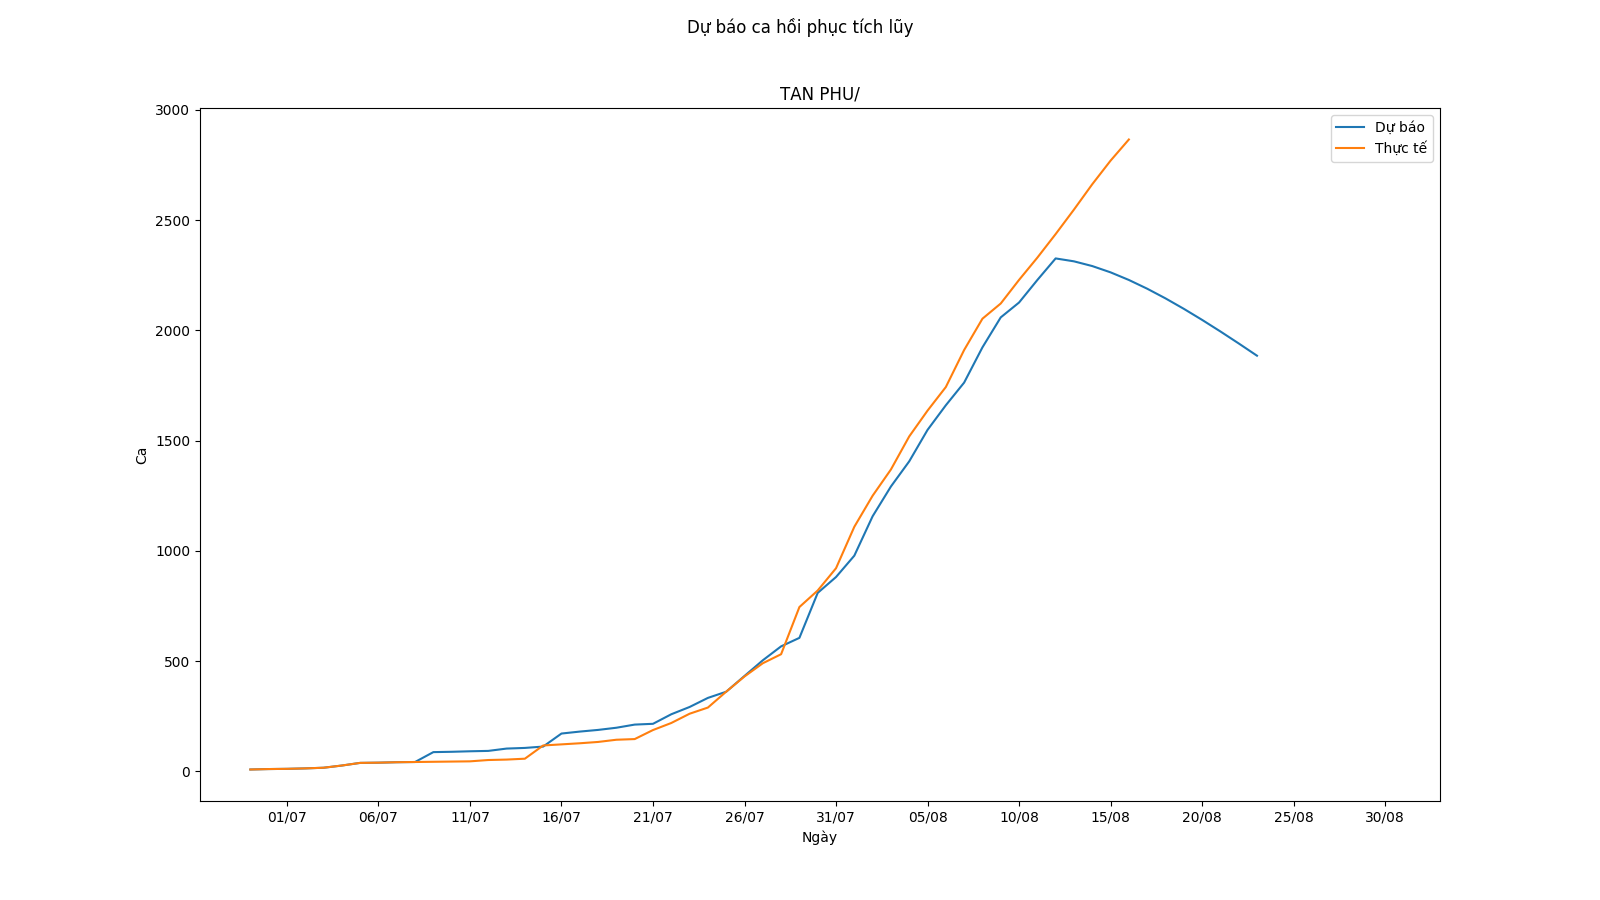 Dự báo ca hồi phục tích lũy
TAN PHU/
3000
2500
2000
1500
1000
500
0
Ca
Dự báo
Thực tế
01/07 06/07 11/07 16/07 21/07 26/07 31/07 05/08 10/08 15/08 20/08 25/08 30/08
Ngày